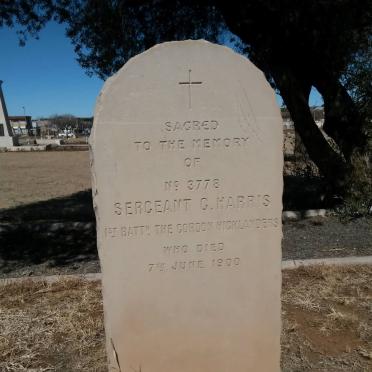 SACRED
TO THE MEMORY
OF
No 3778
SERGEANT C. HARRIS
1ST BATTN. THE GORDON HIGHLANDERS
WHO DIED
7TH JUNE 1900